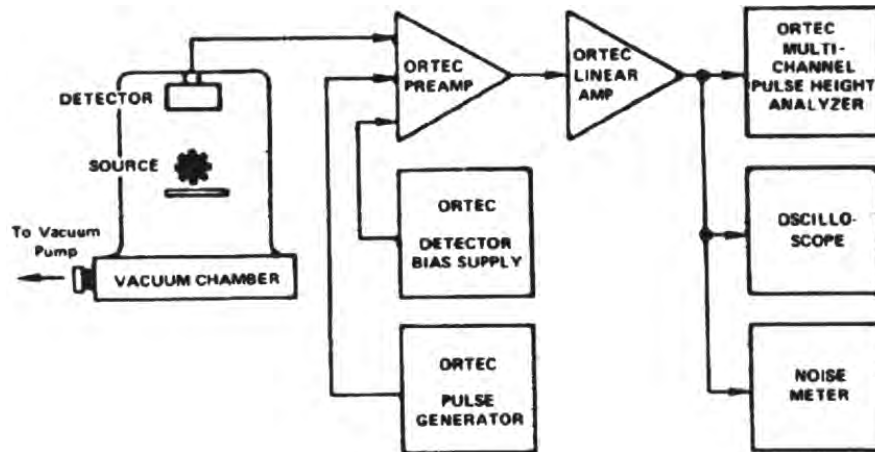 DETECTOR
SOURCE
To Vacuum
Pump
VACUUM CHAMBER
ORTEC
PREAMP
ORTEC
DETECTOR
BIAS SUPPLY
ORTEC
PULSE
GENERATOR
ORTEC
LINEAR
AMP
ORTEC
MULTI-
CHANNEL
PULSE HEIGHT
ANALYZER
OSCILLO-
SCOPE
NOISE
METER